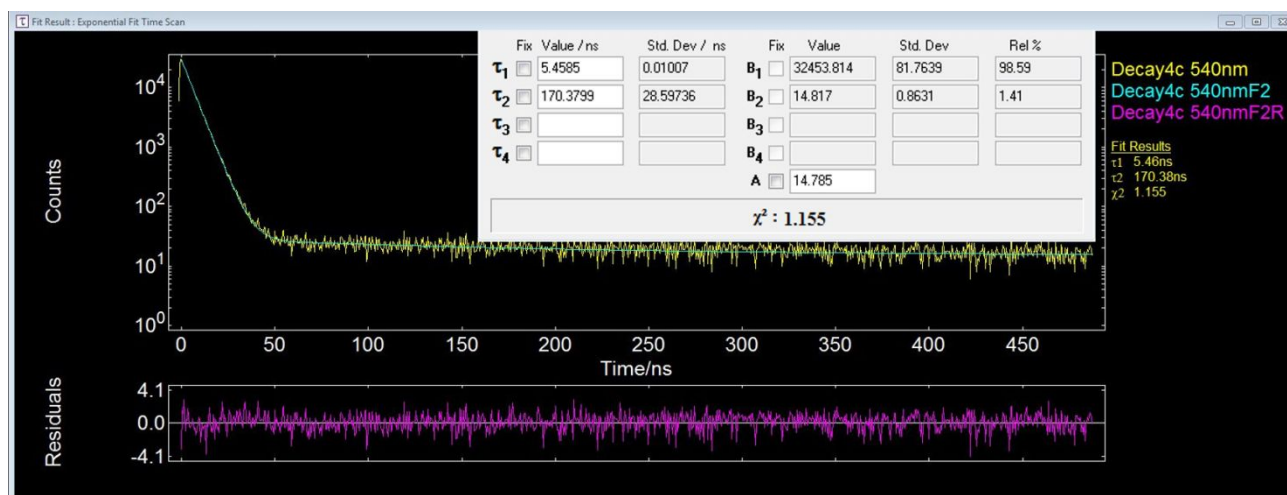 τ Fit Result : Exponential Fit Time Scan
Fix Value / ns Std. Dev / ns Fix Value Std. Dev Rel %
τ1 5.4585 0.01007 B1 32453.814 81.7639 98.59
τ2 170.3799 28.59736 B2 14.817 0.8631 1.41
τ3 B3
τ4 B4
A 14.785
χ² : 1.155
Decay4c 540nm
Decay4c 540nmF2
Decay4c 540nmF2R
Fit Results
τ1 5.46ns
τ2 170.38ns
χ2 1.155
Counts
10⁴
10³
10²
10¹
10⁰
0 50 100 150 200 250 300 350 400 450
Time/ns
Residuals
4.1
0.0
-4.1